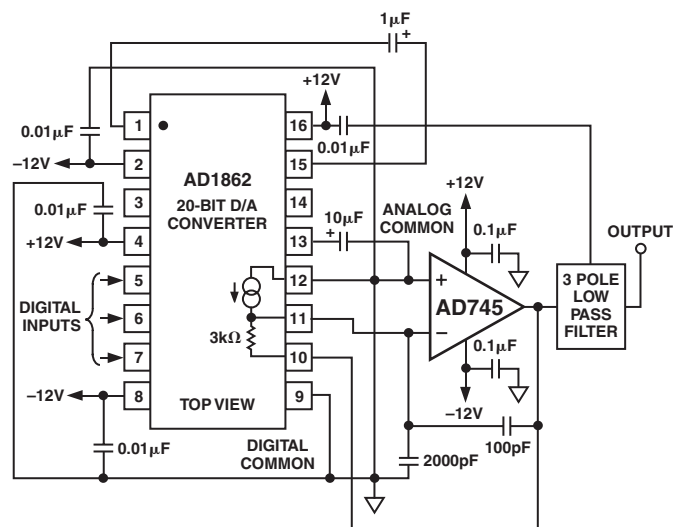 1μF
+
+12V
0.01μF
1
16
0.01μF
–12V
2
15
AD1862
20-BIT D/A
CONVERTER
+12V
0.01μF
3
14
10μF
ANALOG
COMMON
0.1μF
OUTPUT
+12V
4
13
+
5
12
+
AD745
3 POLE
LOW
PASS
FILTER
DIGITAL
INPUTS
6
11
–
3kΩ
0.1μF
7
10
–12V
8
TOP VIEW
9
–12V
0.01μF
DIGITAL
COMMON
2000pF
100pF